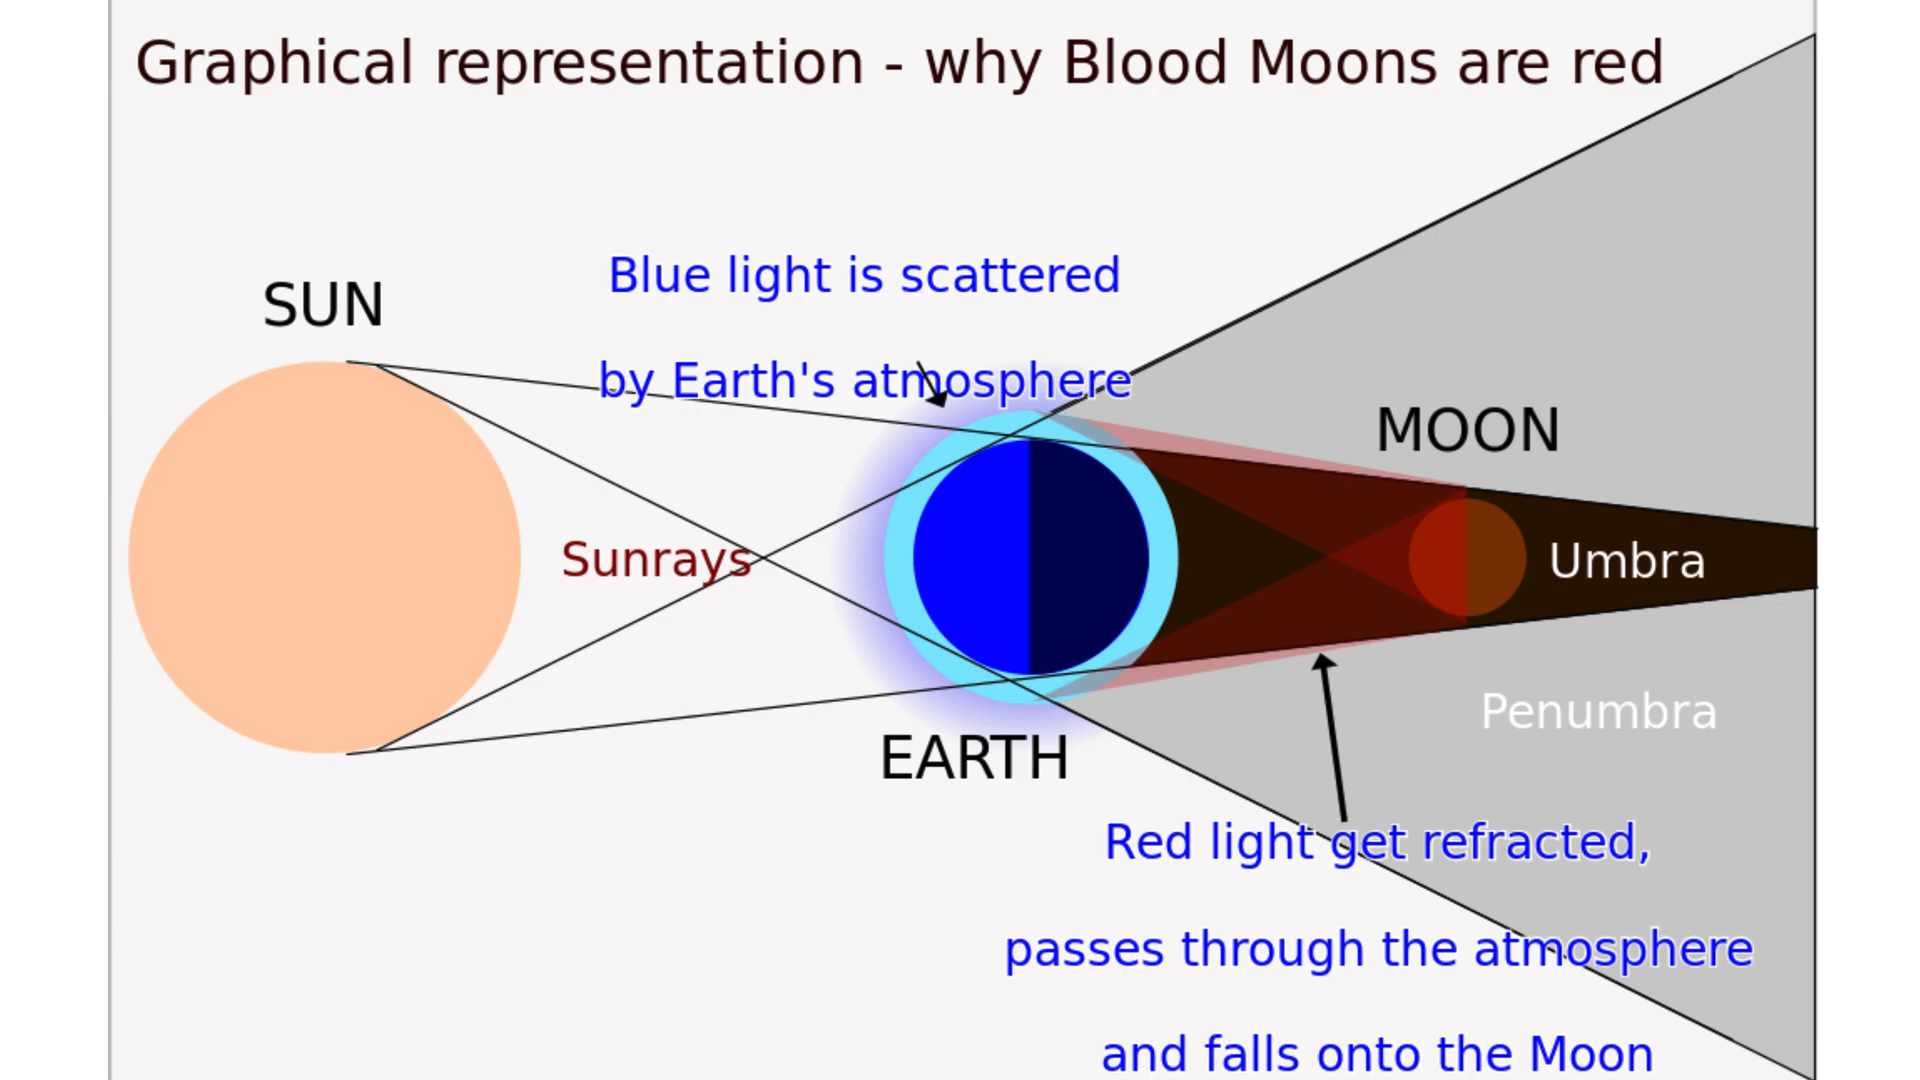 Graphical representation - why Blood Moons are red
Blue light is scattered
by Earth's atmosphere
SUN
MOON
Sunrays
Umbra
Penumbra
EARTH
Red light get refracted,
passes through the atmosphere
and falls onto the Moon